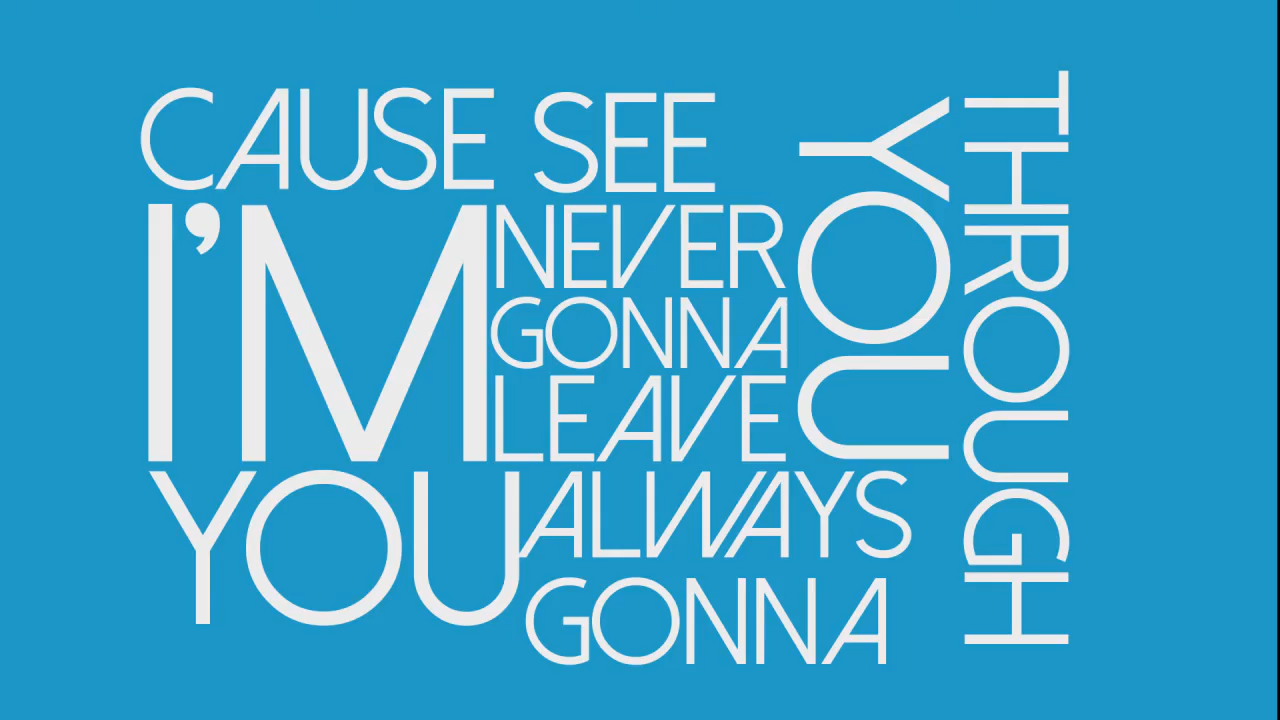 CAUSE SEE
I'M
NEVER
GONNA
LEAVE
YOU
ALWAYS
GONNA
YOU
THROUGH